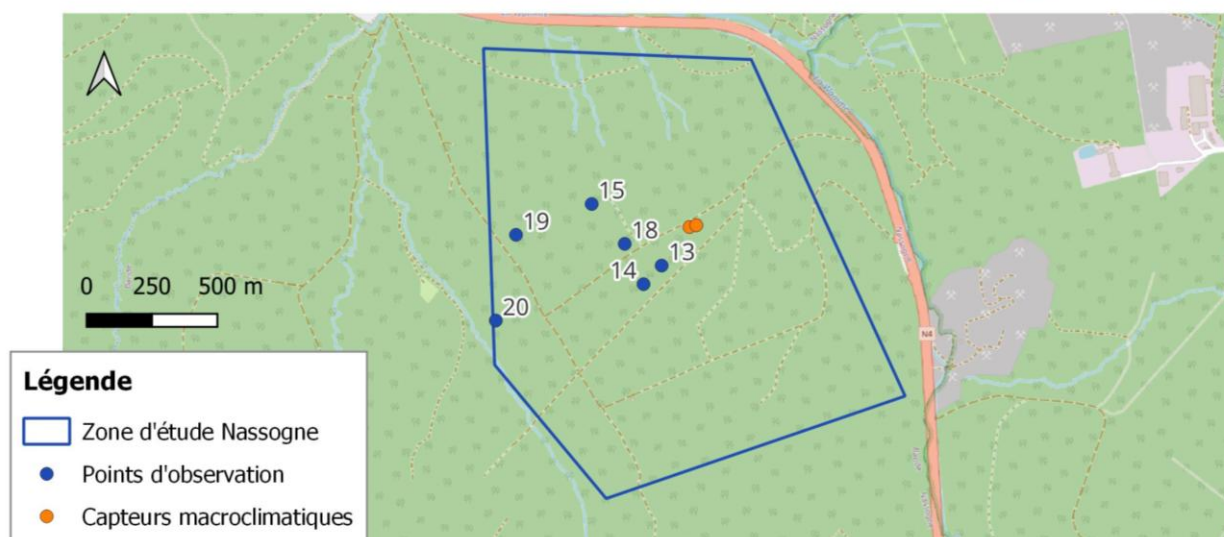 15
19
18
13
14
20
0 250 500 m
N4
Légende
Zone d'étude Nassogne
Points d'observation
Capteurs macroclimatiques